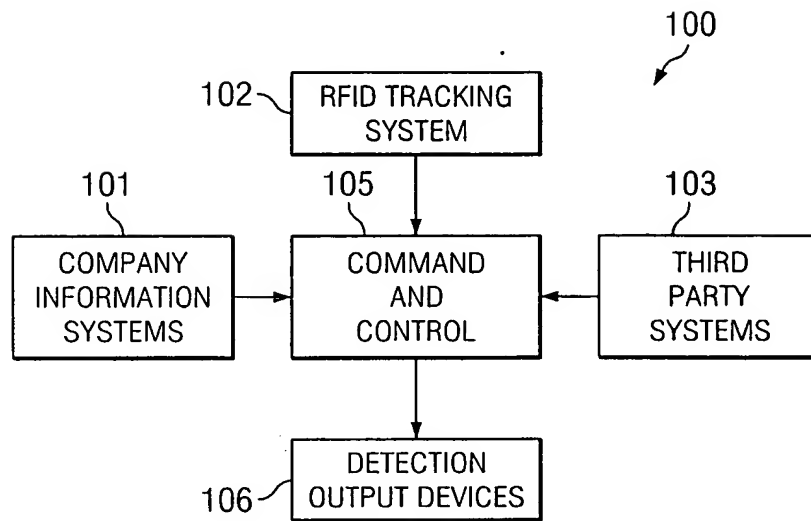 100
102
RFID TRACKING
SYSTEM
101
105
103
COMPANY
INFORMATION
SYSTEMS
COMMAND
AND
CONTROL
THIRD
PARTY
SYSTEMS
106
DETECTION
OUTPUT DEVICES